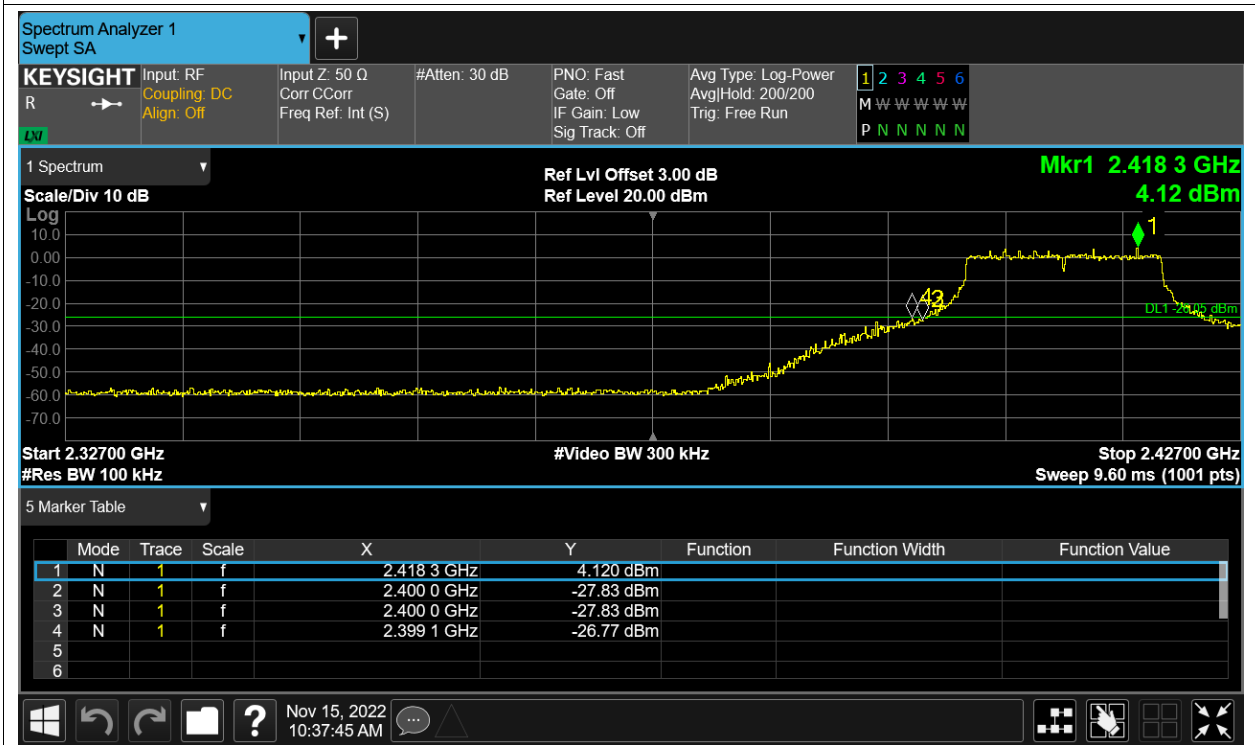 Spectrum Analyzer 1
Swept SA
+
KEYSIGHT Input: RF Input Z: 50 Ω #Atten: 30 dB PNO: Fast Avg Type: Log-Power 1 2 3 4 5 6
R Coupling: DC Corr CCorr Gate: Off Avg|Hold: 200/200 M W W W W W W
Align: Off Freq Ref: Int (S) IF Gain: Low Trig: Free Run
LXI Sig Track: Off P N N N N N N
1 Spectrum Ref Lvl Offset 3.00 dB Mkr1 2.418 3 GHz
Scale/Div 10 dB Ref Level 20.00 dBm 4.12 dBm
Log
1
10.0
0.00
-10.0
-20.0
-30.0
-40.0
-50.0
-60.0
-70.0
Start 2.32700 GHz #Video BW 300 kHz Stop 2.42700 GHz
#Res BW 100 kHz Sweep 9.60 ms (1001 pts)
5 Marker Table
Mode Trace Scale X Y Function Function Width Function Value
1 N 1 f 2.418 3 GHz 4.120 dBm
2 N 1 f 2.400 0 GHz -27.83 dBm
3 N 1 f 2.400 0 GHz -27.83 dBm
4 N 1 f 2.399 1 GHz -26.77 dBm
5
6
? Nov 15, 2022
10:37:45 AM